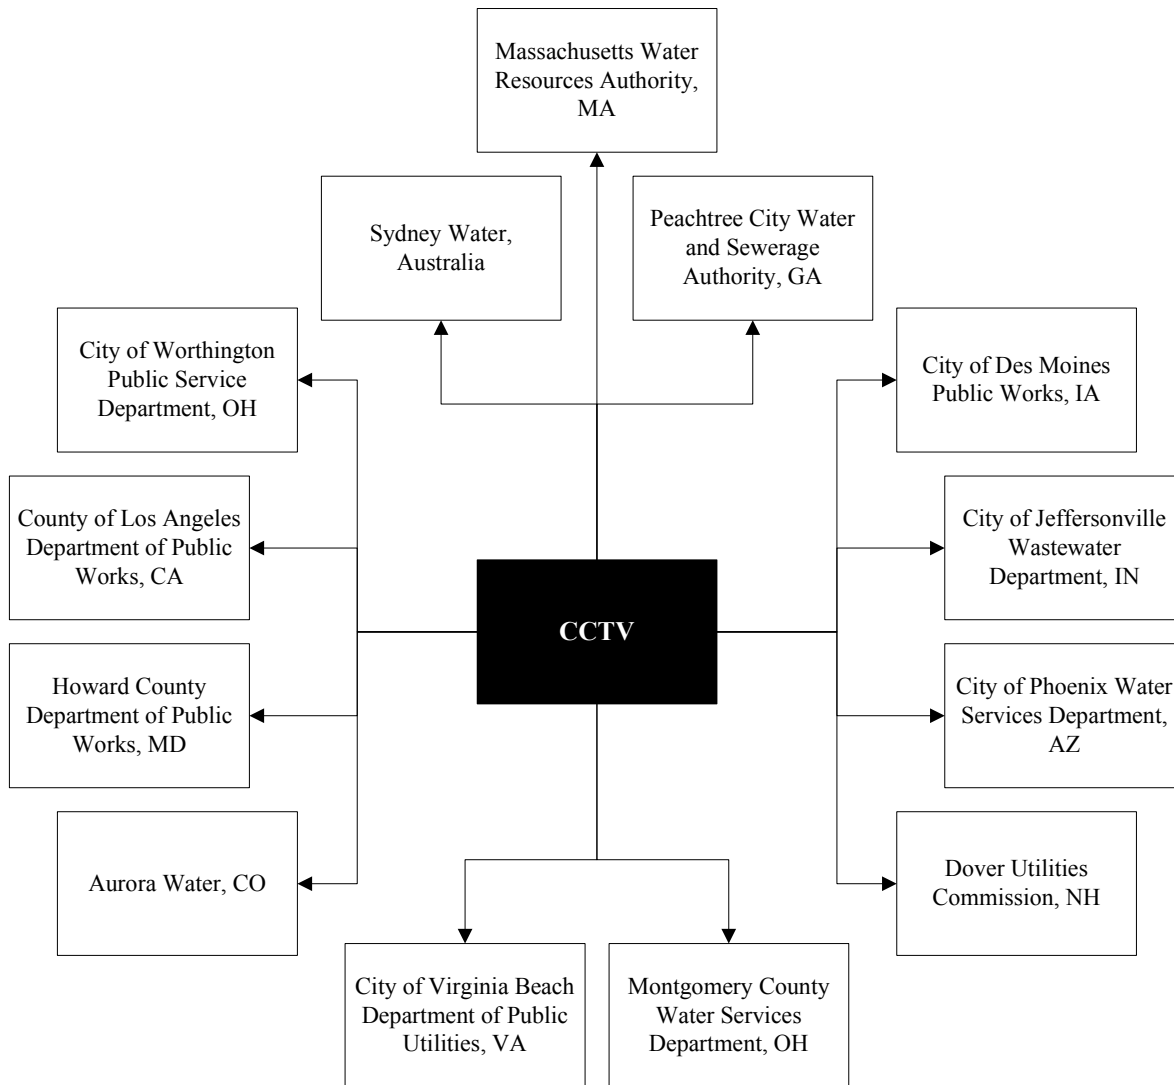 Massachusetts Water
Resources Authority,
MA
Sydney Water,
Australia
Peachtree City Water
and Sewerage
Authority, GA
City of Worthington
Public Service
Department, OH
City of Des Moines
Public Works, IA
County of Los Angeles
Department of Public
Works, CA
City of Jeffersonville
Wastewater
Department, IN
CCTV
Howard County
Department of Public
Works, MD
City of Phoenix Water
Services Department,
AZ
Aurora Water, CO
Dover Utilities
Commission, NH
City of Virginia Beach
Department of Public
Utilities, VA
Montgomery County
Water Services
Department, OH